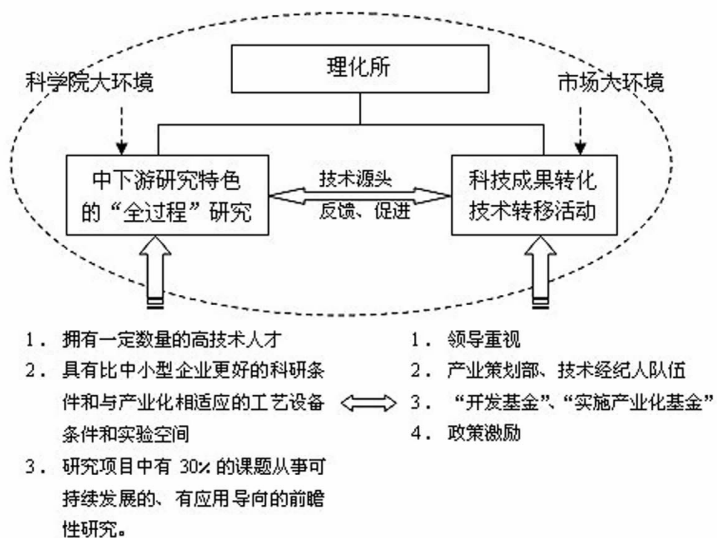 理化所
科学院大环境
市场大环境
中下游研究特色
的“全过程”研究
技术源头
反馈、促进
科技成果转化
技术转移活动
1. 拥有一定数量的高技术人才
2. 具有比中小型企业更好的科研条
件和与产业化相适应的工艺设备
条件和实验空间
3. 研究项目中有 30% 的课题从事可
持续发展的、有应用导向的前瞻
性研究。
1. 领导重视
2. 产业策划部、技术经纪人队伍
3. “开发基金”、“实施产业化基金”
4. 政策激励